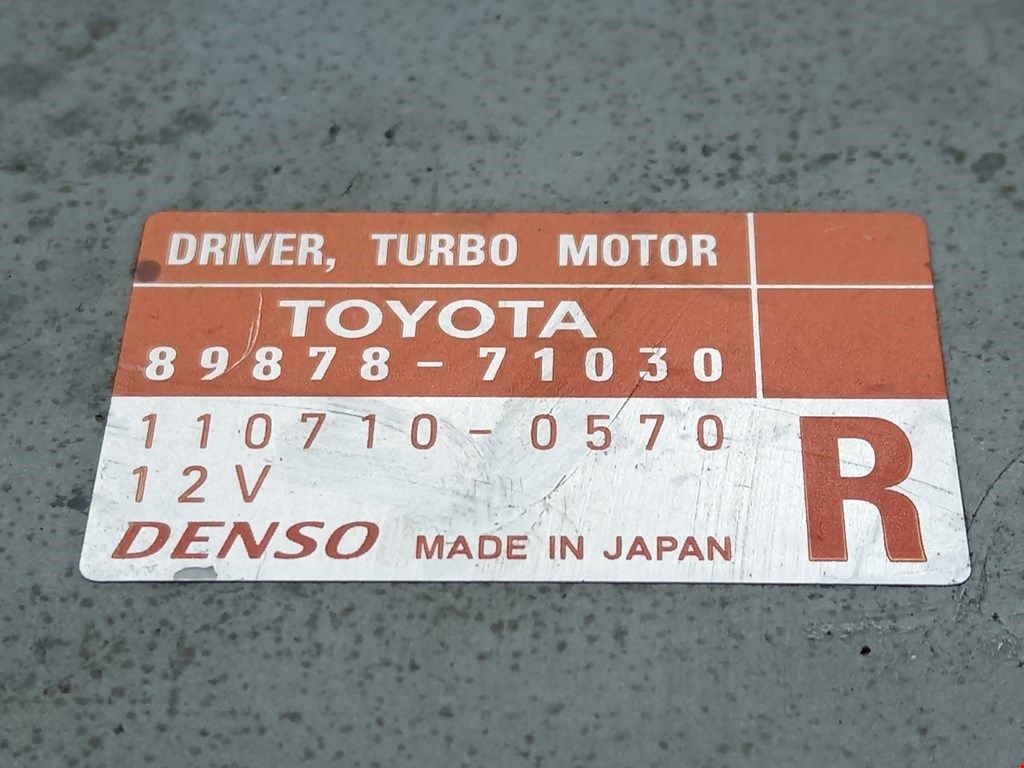 DRIVER, TURBO MOTOR
TOYOTA
89878-71030
110710-0570
12V
R
DENSO MADE IN JAPAN